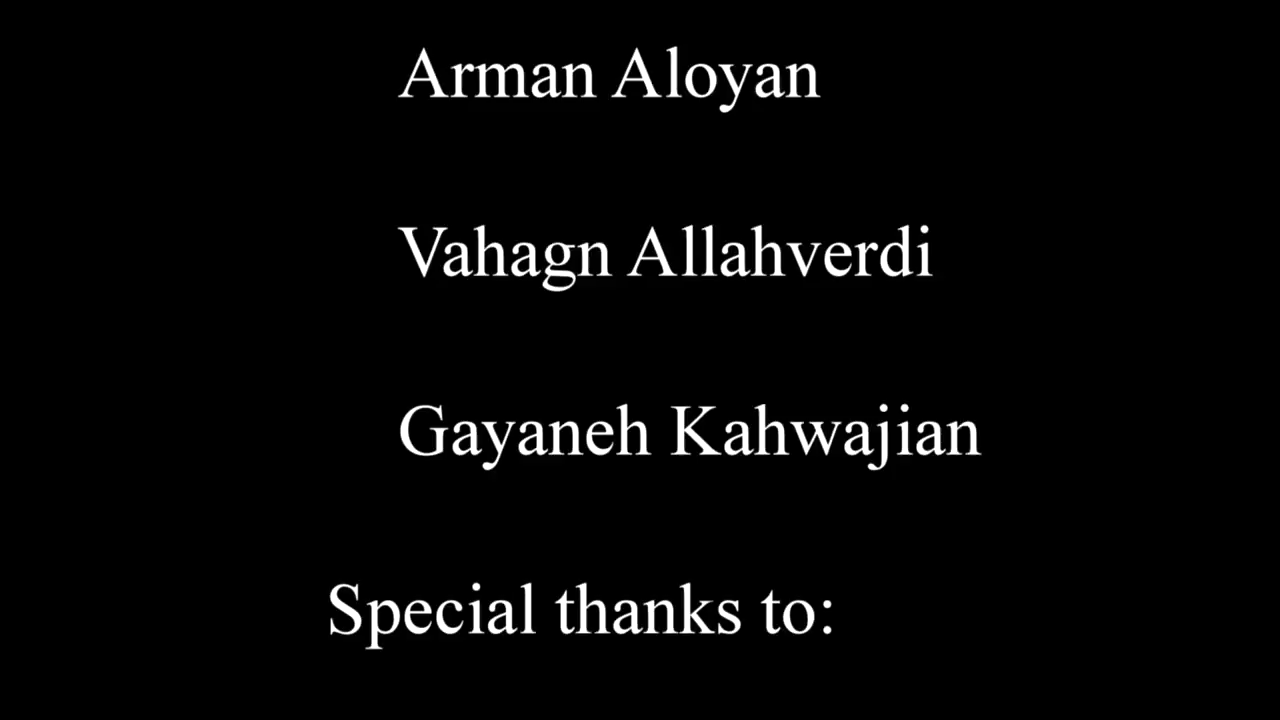 Arman Aloyan
Vahagn Allahverdi
Gayaneh Kahwajian
Special thanks to: